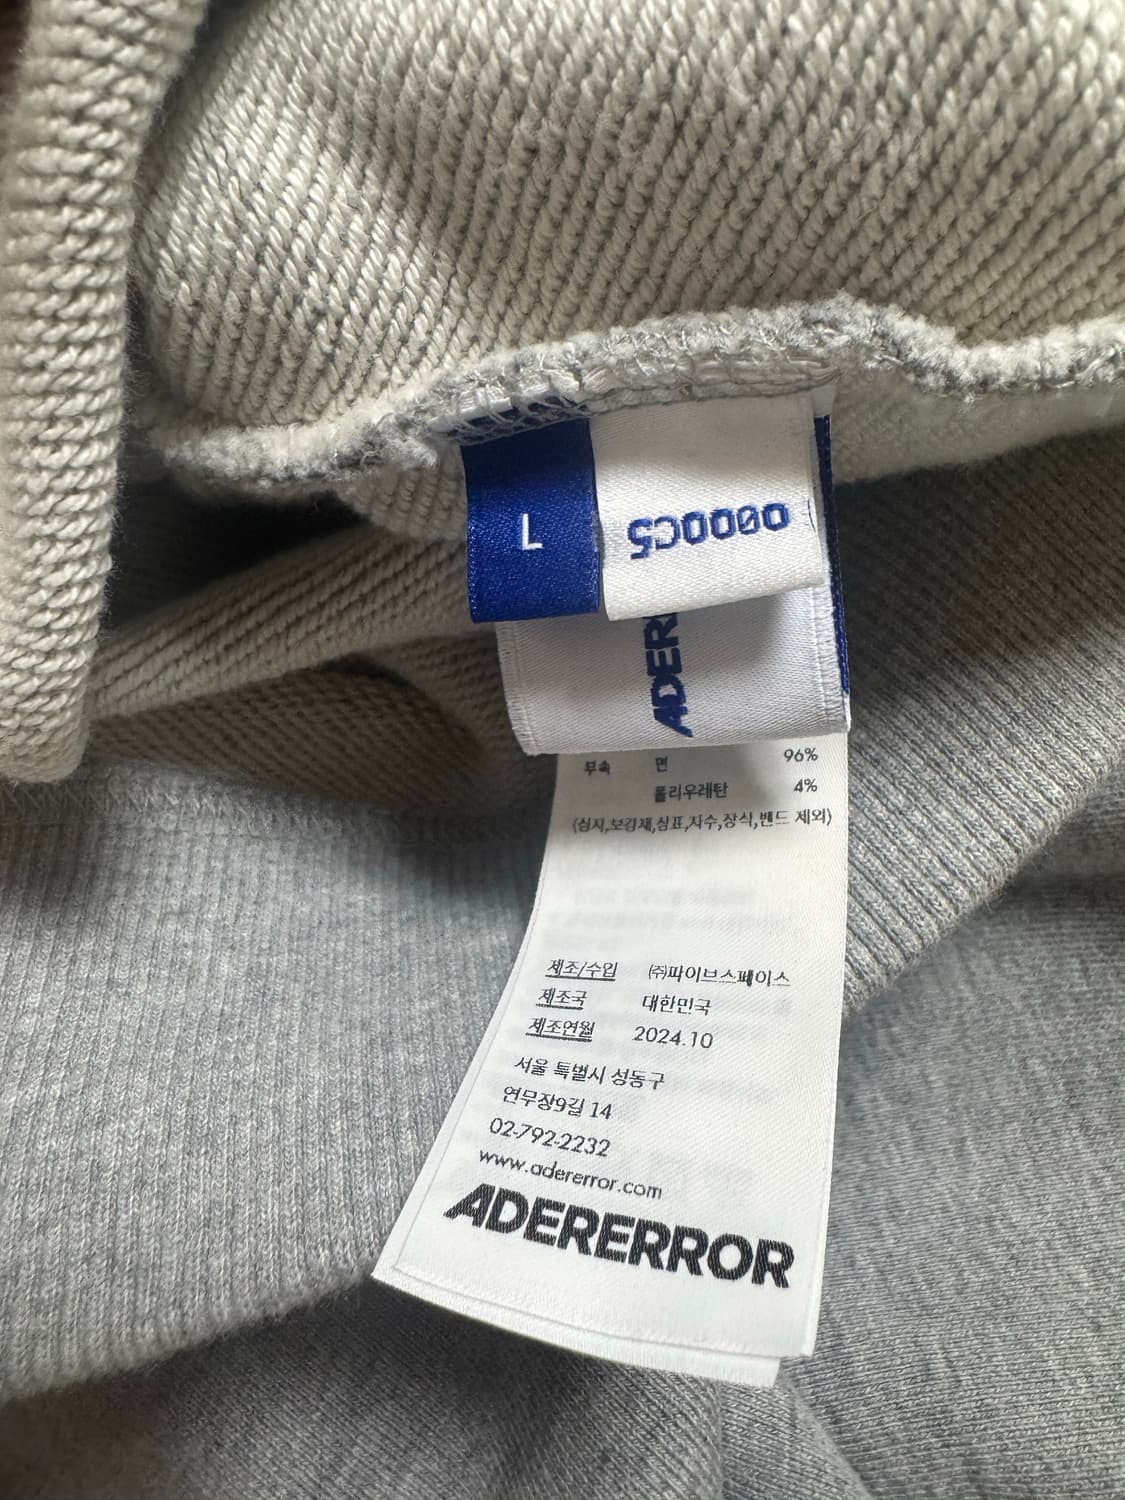 L
ADER
부속 면 96%
폴리우레탄 4%
(심지,보강재,심표,자수,장식,밴드 제외)
제조/수입 ㈜파이브스페이스
제조국 대한민국
제조연월 2024.10
서울 특별시 성동구
연무장9길 14
02-792-2232
www.adererror.com
ADERERROR